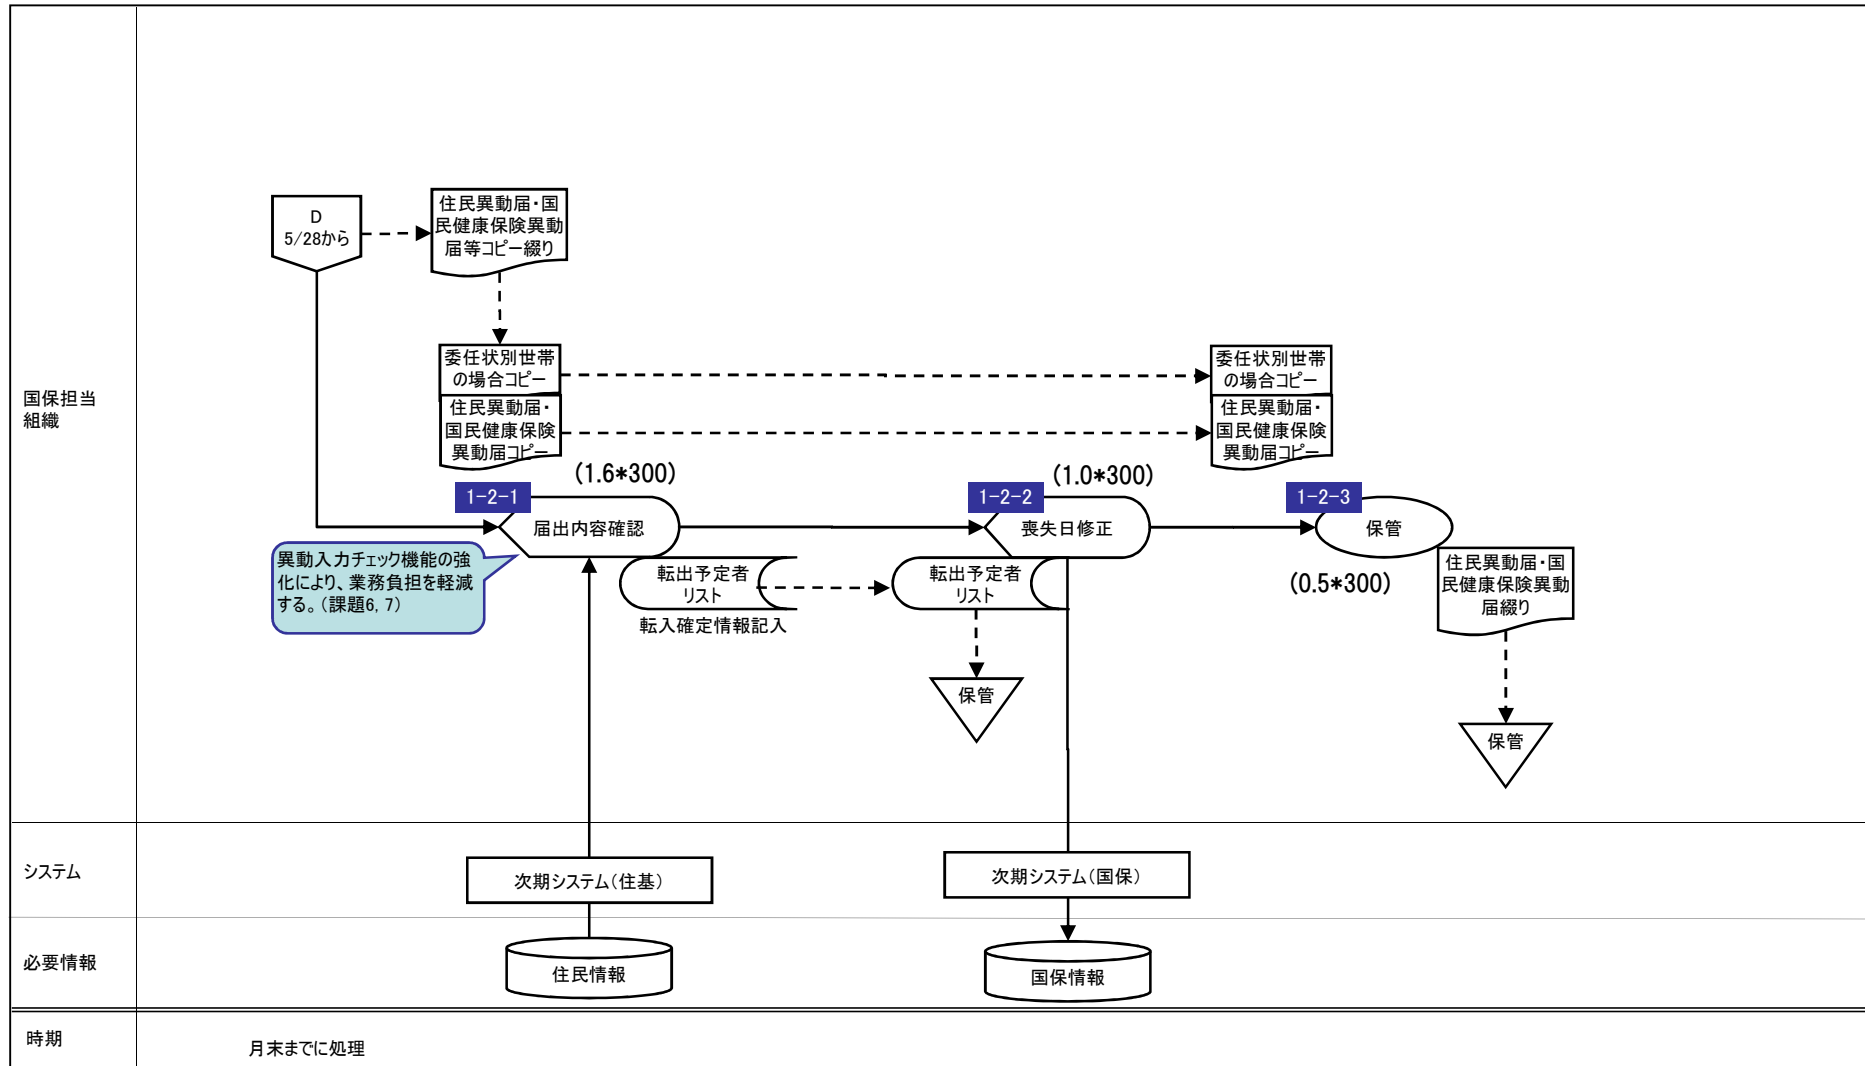 国保担当
組織
D
5/28から
住民異動届・国
民健康保険異動
届等コピー綴り
委任状別世帯
の場合コピー
住民異動届・
国民健康保険
異動届コピー
委任状別世帯
の場合コピー
住民異動届・
国民健康保険
異動届コピー
(1.6*300)
(1.0*300)
1-2-1
届出内容確認
1-2-2
喪失日修正
1-2-3
保管
(0.5*300)
異動入力チェック機能の強
化により、業務負担を軽減
する。（課題6, 7）
転出予定者
リスト
転入確定情報記入
転出予定者
リスト
保管
住民異動届・国
民健康保険異動
届綴り
保管
システム
次期システム（住基）
次期システム（国保）
必要情報
住民情報
国保情報
時期
月末までに処理